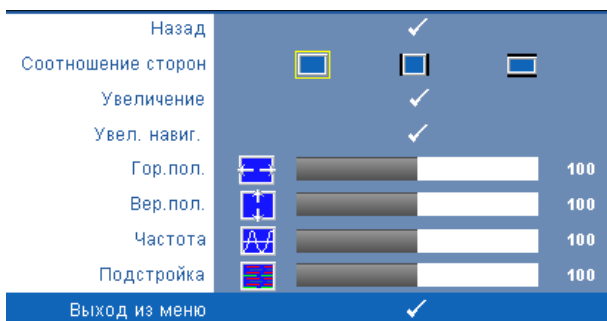 Назад
Соотношение сторон
Увеличение
Увел. навиг.
Гор.пол. 100
Вер.пол. 100
Частота 100
Подстройка 100
Выход из меню